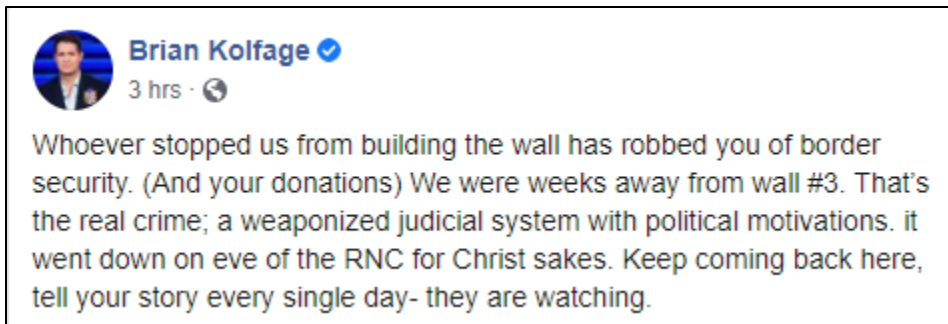 Brian Kolfage
3 hrs ·
Whoever stopped us from building the wall has robbed you of border
security. (And your donations) We were weeks away from wall #3. That's
the real crime; a weaponized judicial system with political motivations. it
went down on eve of the RNC for Christ sakes. Keep coming back here,
tell your story every single day- they are watching.